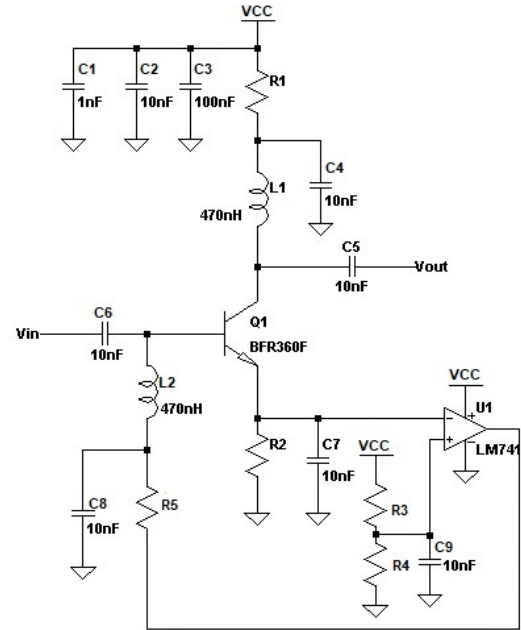 VCC
C1
1nF
C2
10nF
C3
100nF
R1
L1
470nH
C4
10nF
C5
10nF
Vout
Vin
C6
10nF
Q1
BFR360F
L2
470nH
VCC
U1
LM741
R2
C7
10nF
VCC
C8
10nF
R5
R3
R4
C9
10nF